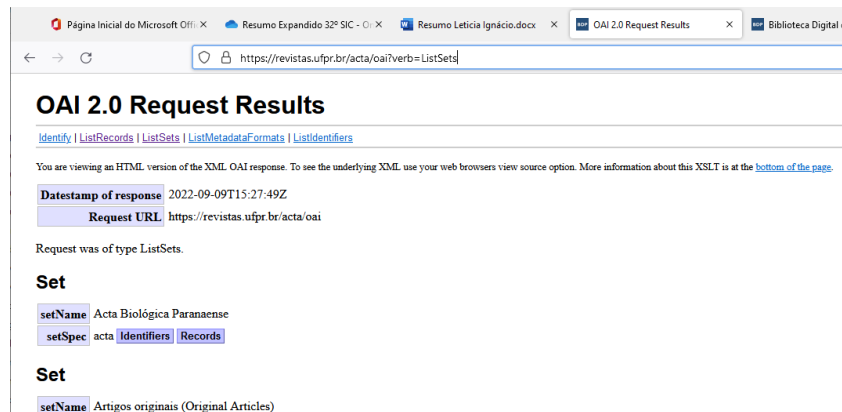 Página Inicial do Microsoft Offi
Resumo Expandido 32º SIC - O
Resumo Leticia Ignácio.docx
BDP
OAI 2.0 Request Results
BDP
Biblioteca Digital
https://revistas.ufpr.br/acta/oai?verb=ListSets
OAI 2.0 Request Results
Identify | ListRecords | ListSets | ListMetadataFormats | ListIdentifiers
You are viewing an HTML version of the XML OAI response. To see the underlying XML use your web browsers view source option. More information about this XSLT is at the bottom of the page.
Datestamp of response 2022-09-09T15:27:49Z
Request URL https://revistas.ufpr.br/acta/oai
Request was of type ListSets.
Set
setName Acta Biológica Paranaense
setSpec acta Identifiers Records
Set
setName Artigos originais (Original Articles)